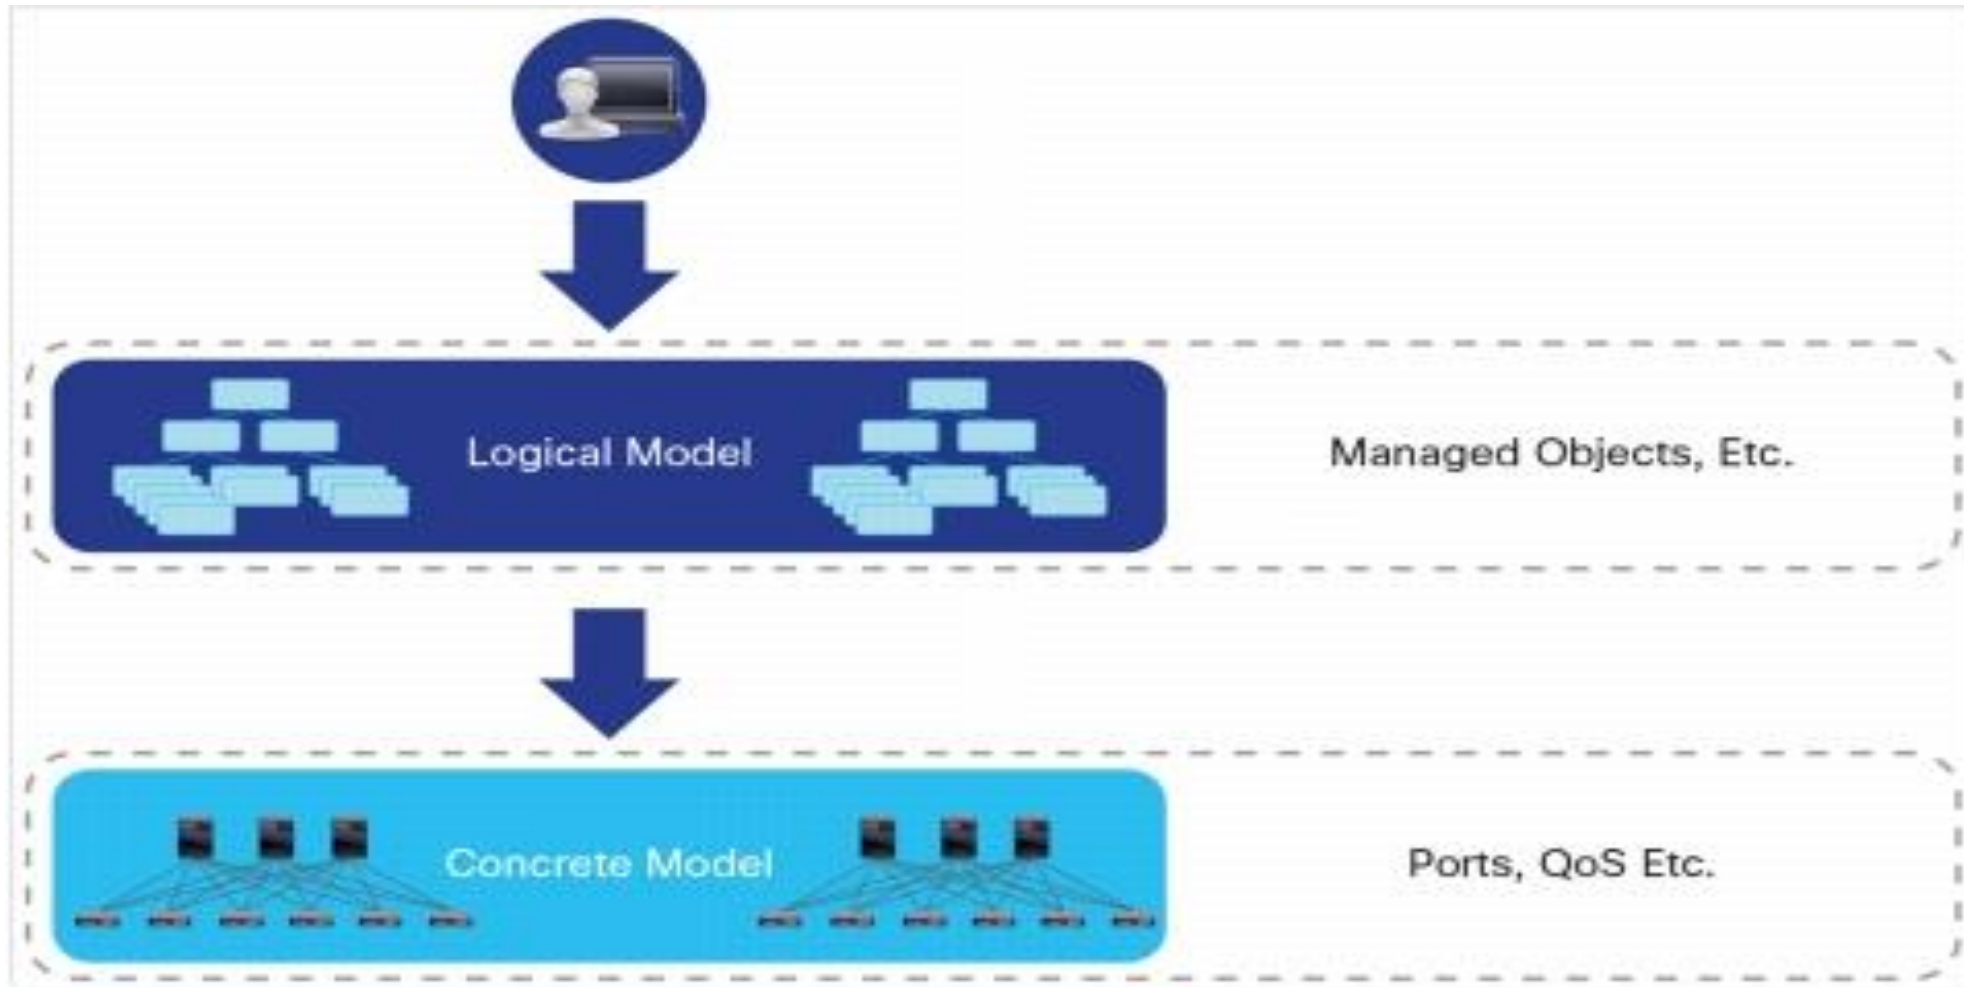 Logical Model
Managed Objects, Etc.
Concrete Model
Ports, QoS Etc.